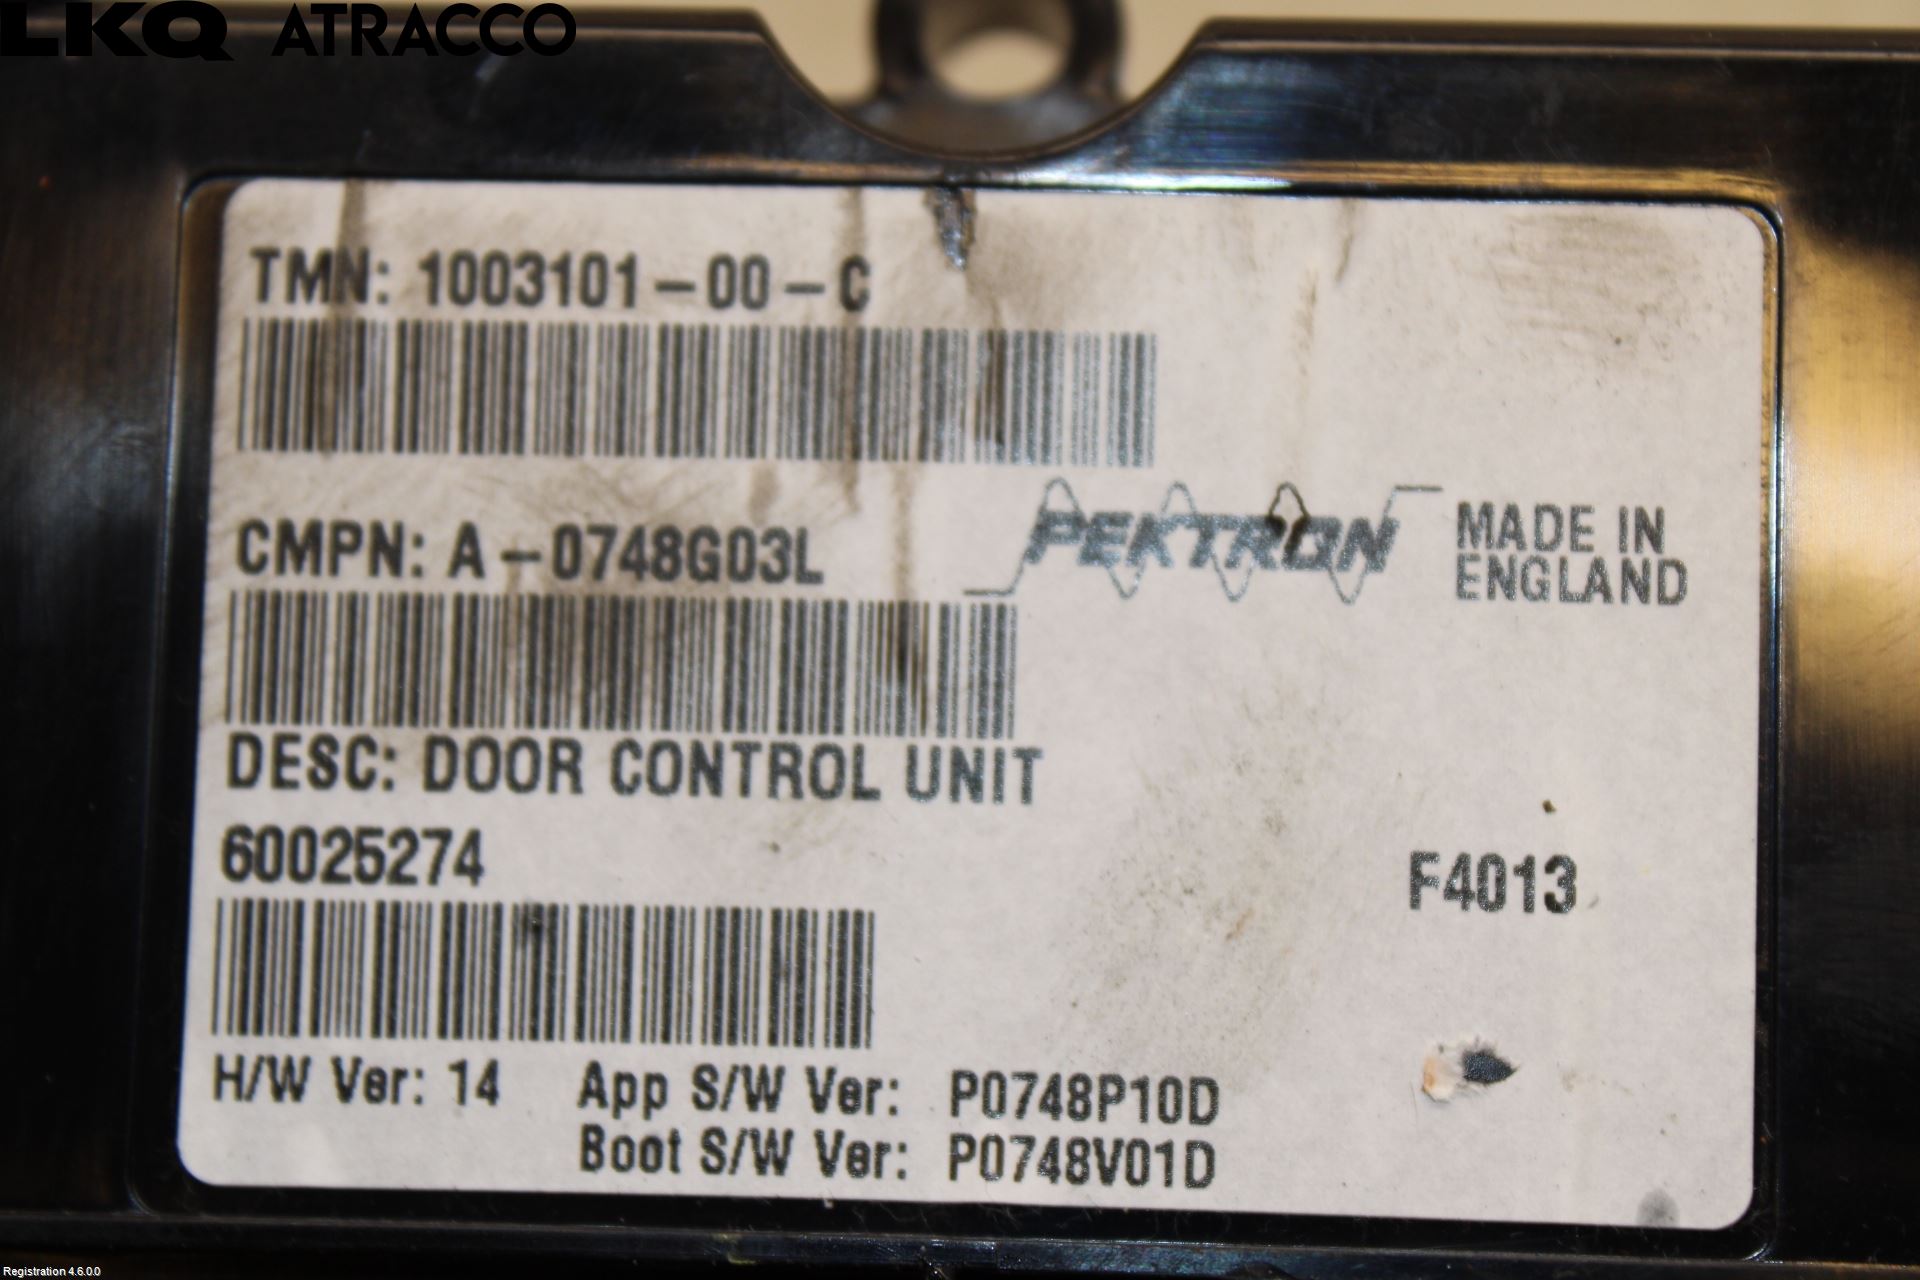 LKQ ATRACCO
TMN: 1003101-00-C
CMPN: A-0748G03L
PEKTRON
MADE IN
ENGLAND
DESC: DOOR CONTROL UNIT
60025274
F4013
H/W Ver: 14 App S/W Ver: P0748P10D
Boot S/W Ver: P0748V01D
Registration 4.6.0.0